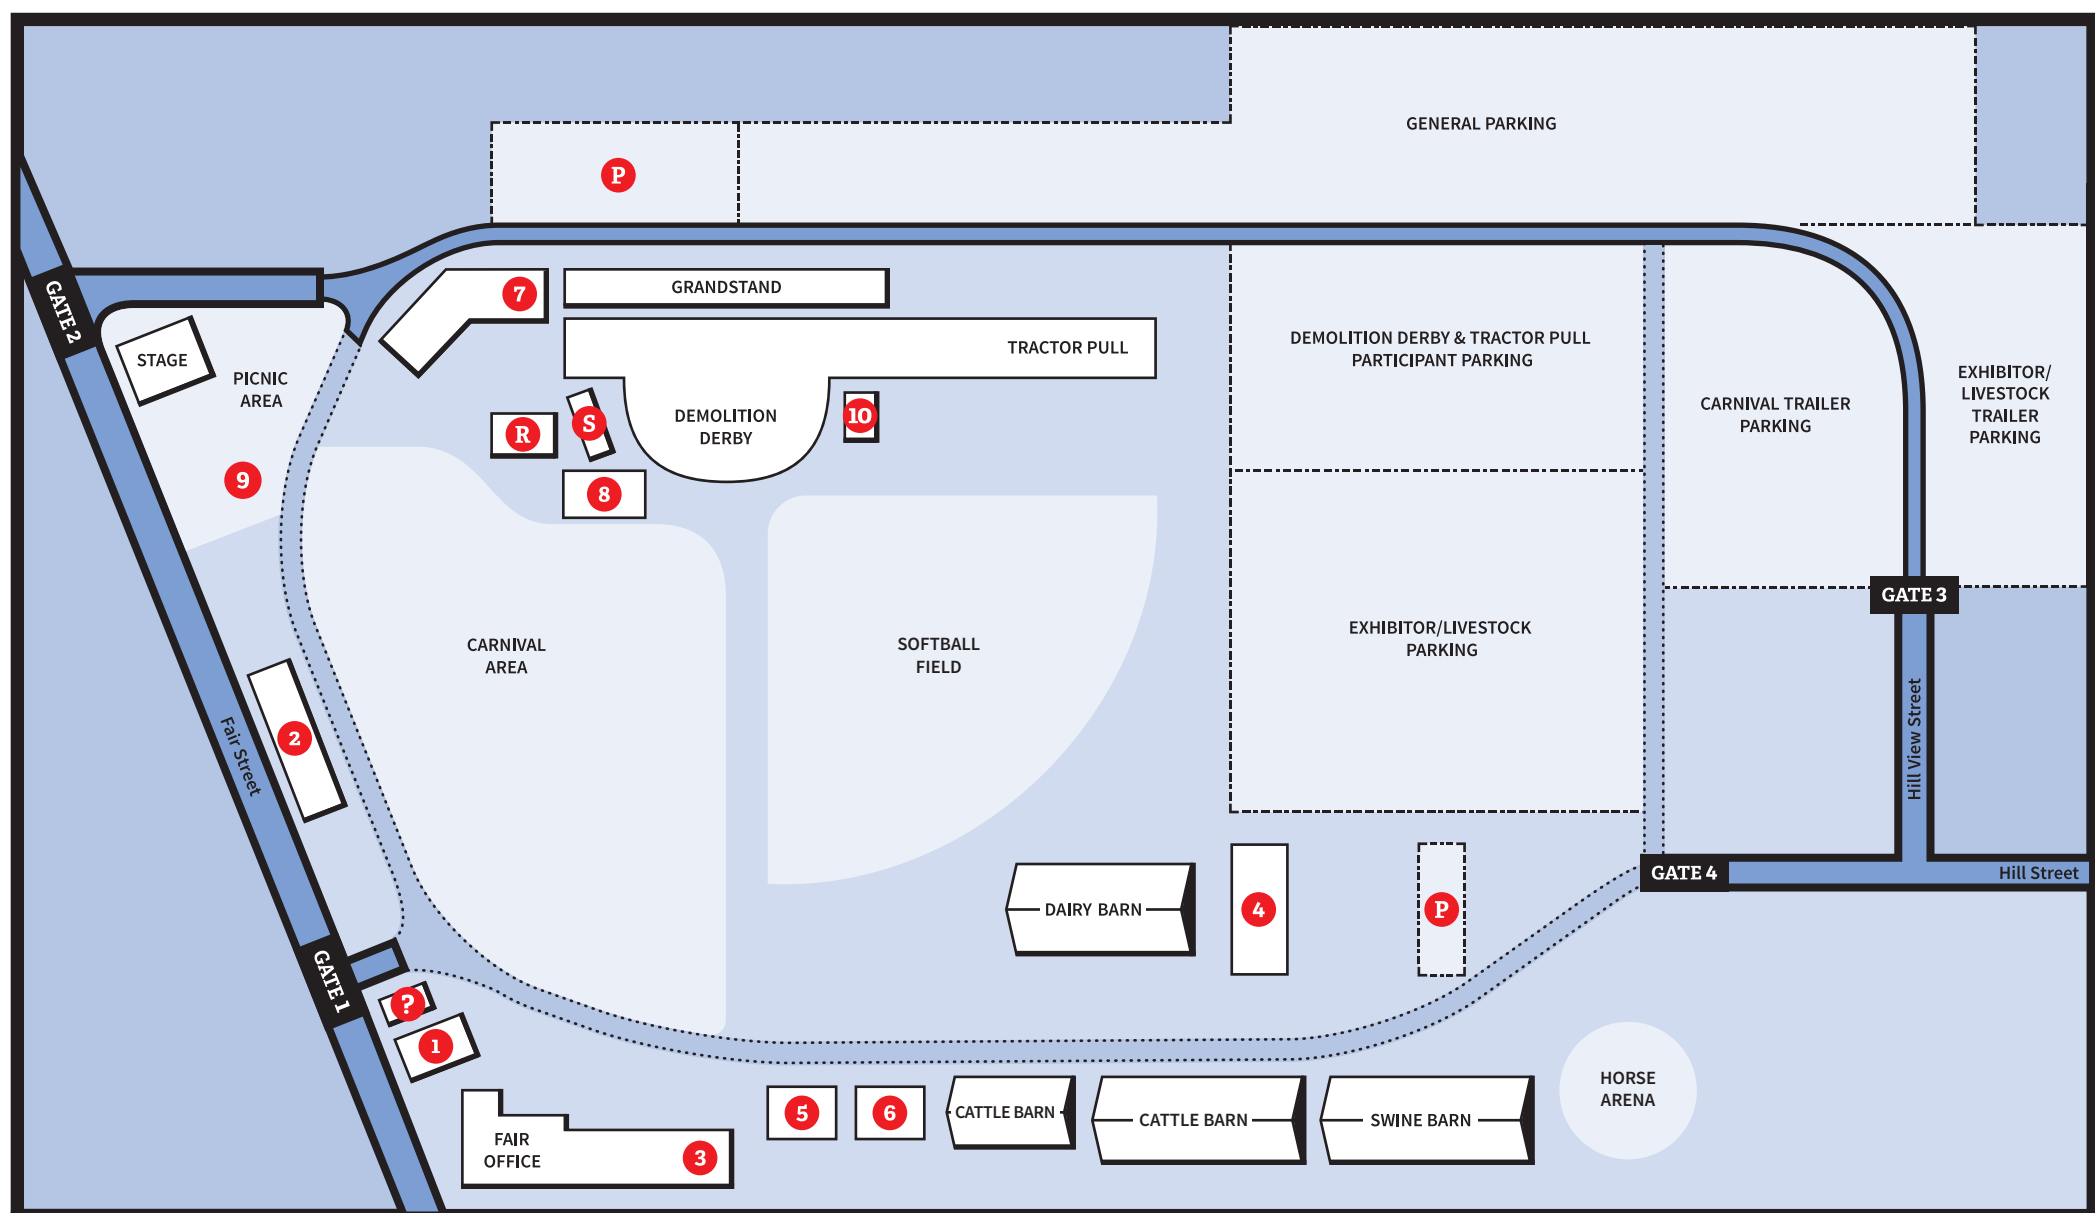 GENERAL PARKING
P
GATE 2
STAGE
PICNIC
AREA
9
7
GRANDSTAND
TRACTOR PULL
DEMOLITION
DERBY
R
S
8
10
DEMOLITION DERBY & TRACTOR PULL
PARTICIPANT PARKING
CARNIVAL TRAILER
PARKING
EXHIBITOR/
LIVESTOCK
TRAILER
PARKING
GATE 3
EXHIBITOR/LIVESTOCK
PARKING
CARNIVAL
AREA
SOFTBALL
FIELD
2
Fair Street
Hill View Street
GATE 4
Hill Street
DAIRY BARN
4
P
GATE 1
?
1
FAIR
OFFICE
3
5
6
CATTLE BARN
CATTLE BARN
SWINE BARN
HORSE
ARENA